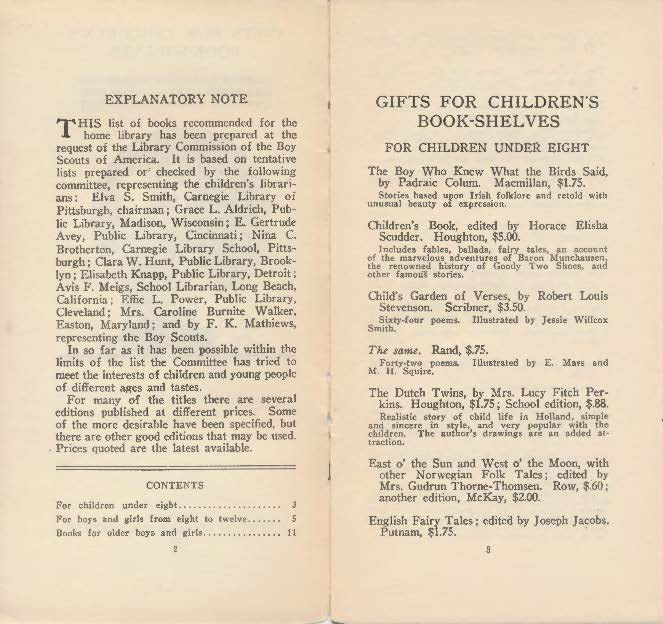 EXPLANATORY NOTE
THIS list of books recommended for the
home library has been prepared at the
request of the Library Commission of the Boy
Scouts of America. It is based on tentative
lists prepared or checked by the following
committee, representing the children's librari-
ans: Elva S. Smith, Carnegie Library of
Pittsburgh, chairman; Grace L. Aldrich, Pub-
lic Library, Madison, Wisconsin; E. Gertrude
Avey, Public Library, Cincinnati; Nina C.
Brotherton, Carnegie Library School, Pitts-
burgh; Clara W. Hunt, Public Library, Brook-
lyn; Elisabeth Knapp, Public Library, Detroit;
Avis F. Meigs, School Librarian, Long Beach,
California; Effie L. Power, Public Library,
Cleveland; Mrs. Caroline Burnite Walker,
Easton, Maryland; and by F. K. Mathiews,
representing the Boy Scouts.
In so far as it has been possible within the
limits of the list the Committee has tried to
meet the interests of children and young people
of different ages and tastes.
For many of the titles there are several
editions published at different prices. Some
of the more desirable have been specified, but
there are other good editions that may be used.
Prices quoted are the latest available.
CONTENTS
For children under eight.................... 3
For boys and girls from eight to twelve....... 5
Books for older boys and girls............... 11
2
GIFTS FOR CHILDREN'S
BOOK-SHELVES
FOR CHILDREN UNDER EIGHT
The Boy Who Knew What the Birds Said,
by Padraic Colum. Macmillan, $1.75.
Stories based upon Irish folklore and retold with
unusual beauty of expression.
Children's Book, edited by Horace Elisha
Scudder. Houghton, $5.00.
Includes fables, ballads, fairy tales, an account
of the marvelous adventures of Baron Munchausen,
the renowned history of Goody Two Shoes, and
other famous stories.
Child's Garden of Verses, by Robert Louis
Stevenson. Scribner, $3.50.
Sixty-four poems. Illustrated by Jessie Willcox
Smith.
The same. Rand, $.75.
Forty-two poems. Illustrated by E. Mars and
M. H. Squire.
The Dutch Twins, by Mrs. Lucy Fitch Per-
kins. Houghton, $1.75; School edition, $.88.
Realistic story of child life in Holland, simple
and sincere in style, and very popular with the
children. The author's drawings are an added at-
traction.
East o' the Sun and West o' the Moon, with
other Norwegian Folk Tales; edited by
Mrs. Gudrun Thorne-Thomsen. Row, $.60;
another edition, McKay, $2.00.
English Fairy Tales; edited by Joseph Jacobs.
Putnam, $1.75.
3